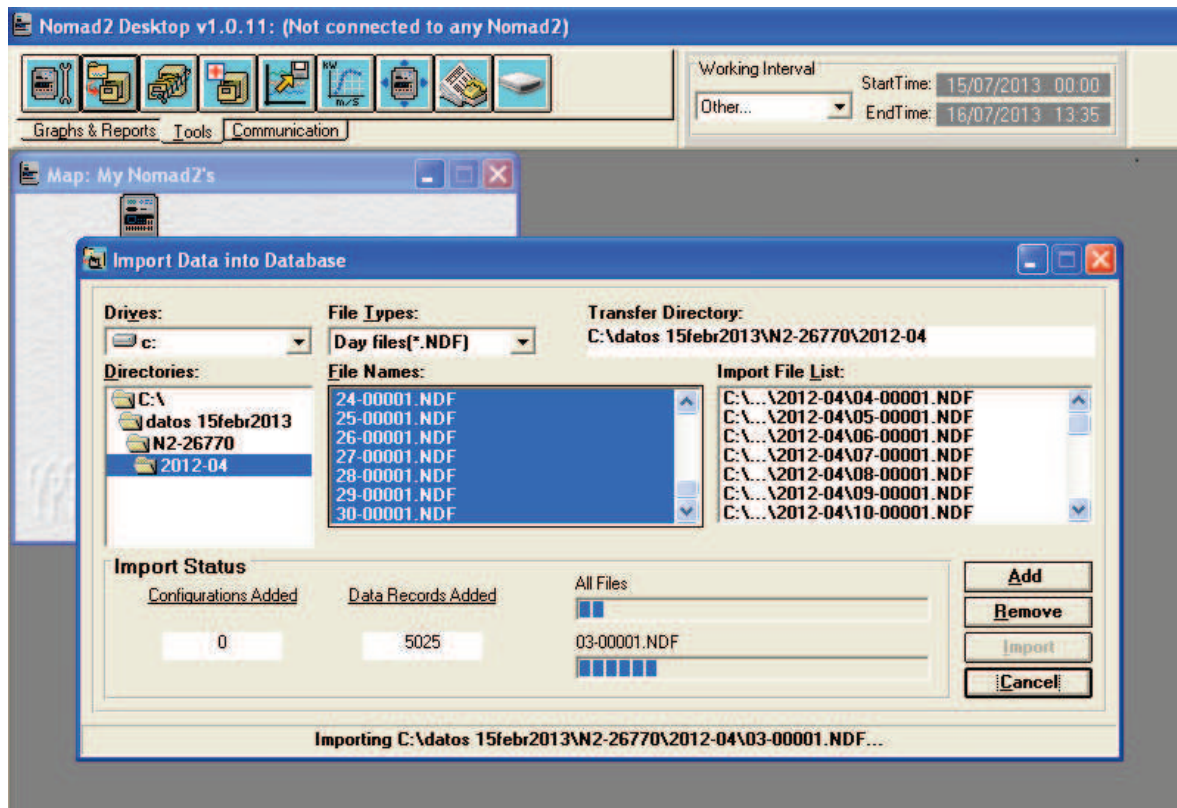 Nomad2 Desktop v1.0.11: (Not connected to any Nomad2)
KW
m/s
Graphs & Reports Tools Communication
Working Interval
Other...
StartTime: 15/07/2013 00:00
EndTime: 16/07/2013 13:35
Map: My Nomad2's
Import Data into Database
Drives:
c:
File Types:
Day files(*.NDF)
Transfer Directory:
C:\datos 15febr2013\N2-26770\2012-04
Directories:
C:\
datos 15febr2013
N2-26770
2012-04
File Names:
24-00001.NDF
25-00001.NDF
26-00001.NDF
27-00001.NDF
28-00001.NDF
29-00001.NDF
30-00001.NDF
Import File List:
C:\...\2012-04\04-00001.NDF
C:\...\2012-04\05-00001.NDF
C:\...\2012-04\06-00001.NDF
C:\...\2012-04\07-00001.NDF
C:\...\2012-04\08-00001.NDF
C:\...\2012-04\09-00001.NDF
C:\...\2012-04\10-00001.NDF
Import Status
Configurations Added
0
Data Records Added
5025
All Files
03-00001.NDF
Add
Remove
Import
Cancel
Importing C:\datos 15febr2013\N2-26770\2012-04\03-00001.NDF...